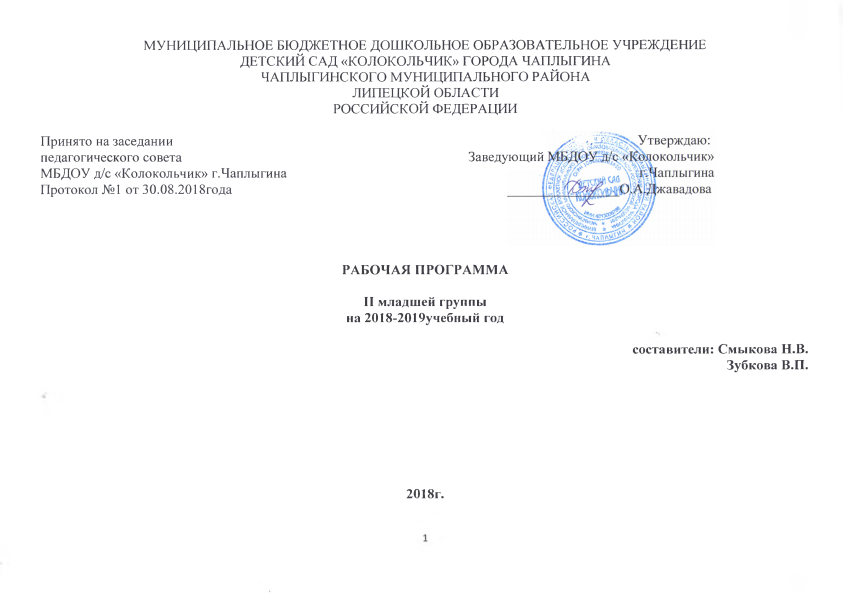 МУНИЦИПАЛЬНОЕ БЮДЖЕТНОЕ ДОШКОЛЬНОЕ ОБРАЗОВАТЕЛЬНОЕ УЧРЕЖДЕНИЕ
ДЕТСКИЙ САД «КОЛОКОЛЬЧИК» ГОРОДА ЧАПЛЫГИНА
ЧАПЛЫГИНСКОГО МУНИЦИПАЛЬНОГО РАЙОНА
ЛИПЕЦКОЙ ОБЛАСТИ
РОССИЙСКОЙ ФЕДЕРАЦИИ
Принято на заседании
педагогического совета
МБДОУ д/с «Колокольчик» г.Чаплыгина
Протокол №1 от 30.08.2018года
Утверждаю:
Заведующий МБДОУ д/с «Колокольчик»
г.Чаплыгина
О.А.Джавадова
ДЕТСКИЙ САД
РАБОЧАЯ ПРОГРАММА
II младшей группы
на 2018-2019учебный год
составители: Смыкова Н.В.
Зубкова В.П.
2018г.
1